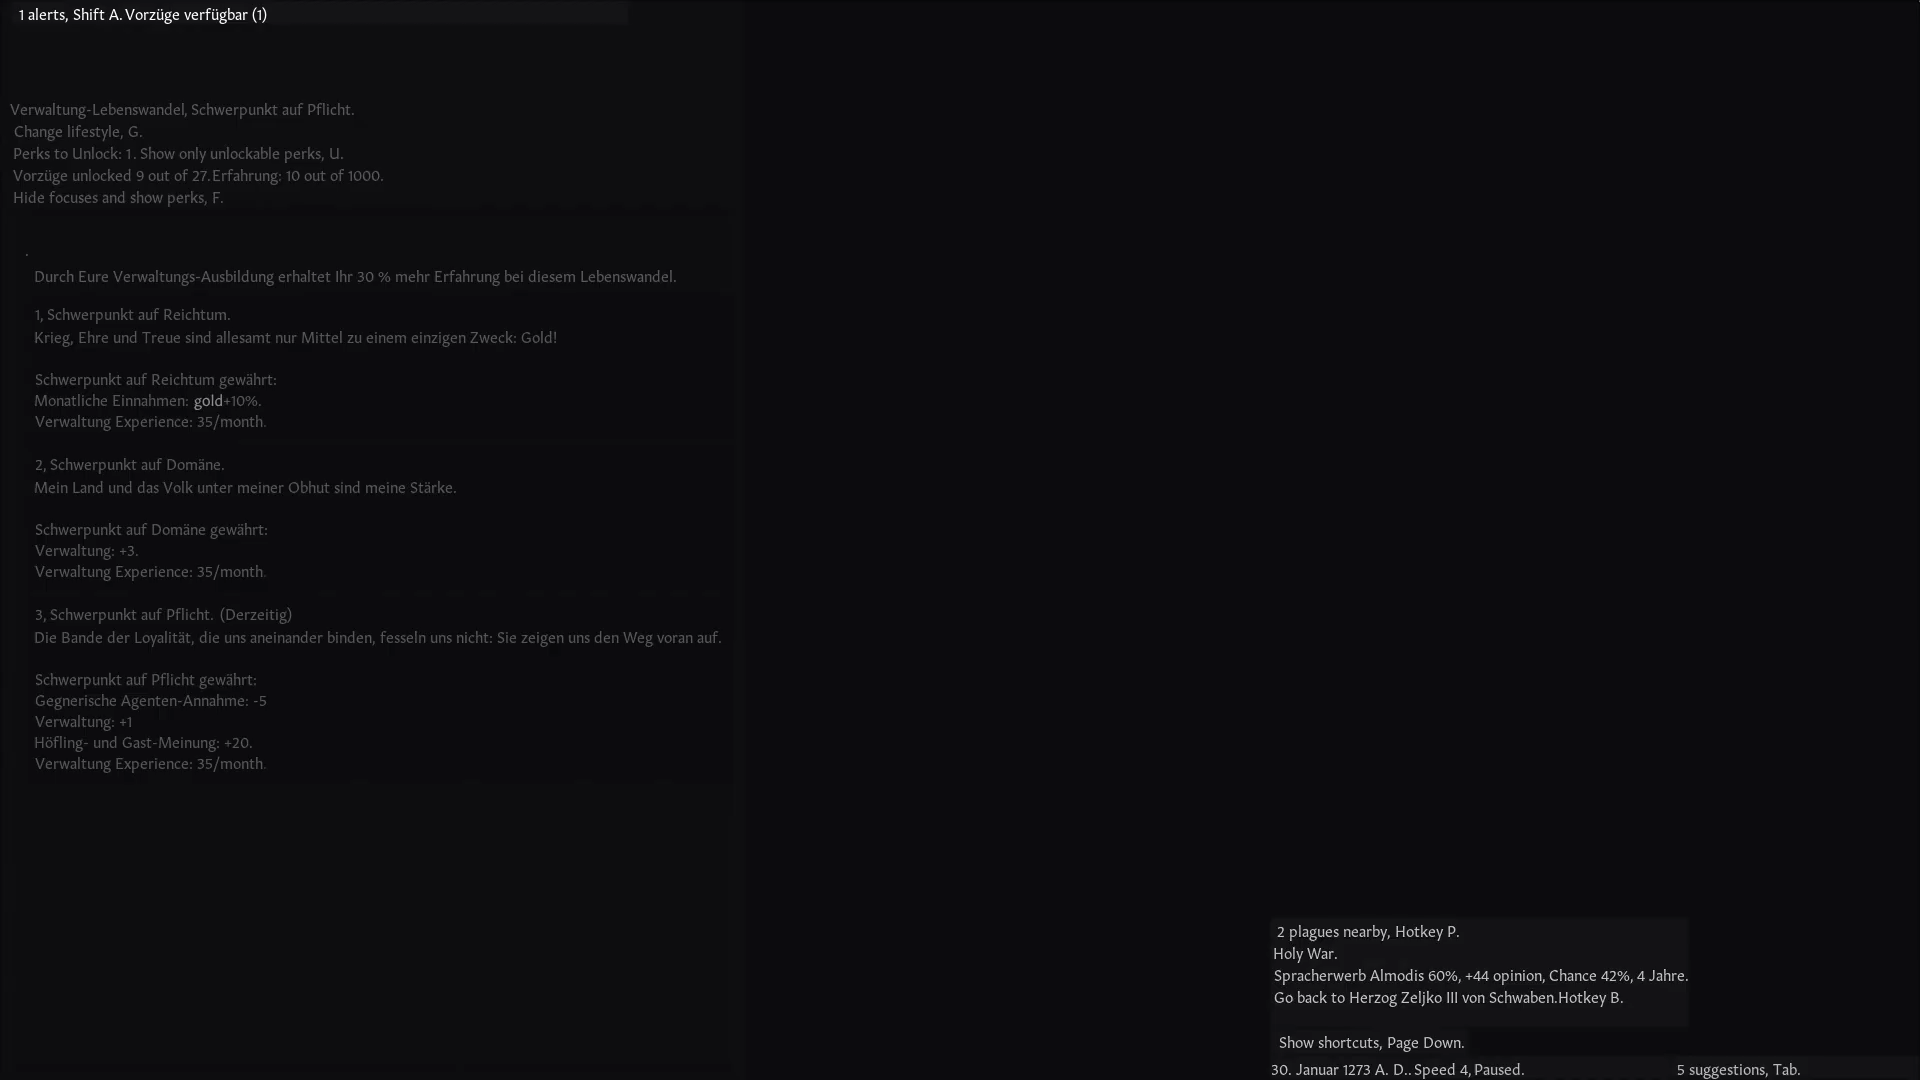 1 alerts, Shift A. Vorzüge verfügbar (1)
Verwaltung-Lebenswandel, Schwerpunkt auf Pflicht.
Change lifestyle, G.
Perks to Unlock: 1. Show only unlockable perks, U.
Vorzüge unlocked 9 out of 27. Erfahrung: 10 out of 1000.
Hide focuses and show perks, F.
.
Durch Eure Verwaltungs-Ausbildung erhaltet Ihr 30 % mehr Erfahrung bei diesem Lebenswandel.
1, Schwerpunkt auf Reichtum.
Krieg, Ehre und Treue sind allesamt nur Mittel zu einem einzigen Zweck: Gold!
Schwerpunkt auf Reichtum gewährt:
Monatliche Einnahmen: gold+10%.
Verwaltung Experience: 35/month.
2, Schwerpunkt auf Domäne.
Mein Land und das Volk unter meiner Obhut sind meine Stärke.
Schwerpunkt auf Domäne gewährt:
Verwaltung: +3.
Verwaltung Experience: 35/month.
3, Schwerpunkt auf Pflicht. (Derzeitig)
Die Bande der Loyalität, die uns aneinander binden, fesseln uns nicht: Sie zeigen uns den Weg voran auf.
Schwerpunkt auf Pflicht gewährt:
Gegnerische Agenten-Annahme: -5
Verwaltung: +1
Höfling- und Gast-Meinung: +20.
Verwaltung Experience: 35/month.
2 plagues nearby, Hotkey P.
Holy War.
Spracherwerb Almodis 60%, +44 opinion, Chance 42%, 4 Jahre.
Go back to Herzog Zeljko III von Schwaben.Hotkey B.
Show shortcuts, Page Down.
30. Januar 1273 A. D.. Speed 4, Paused.
5 suggestions, Tab.